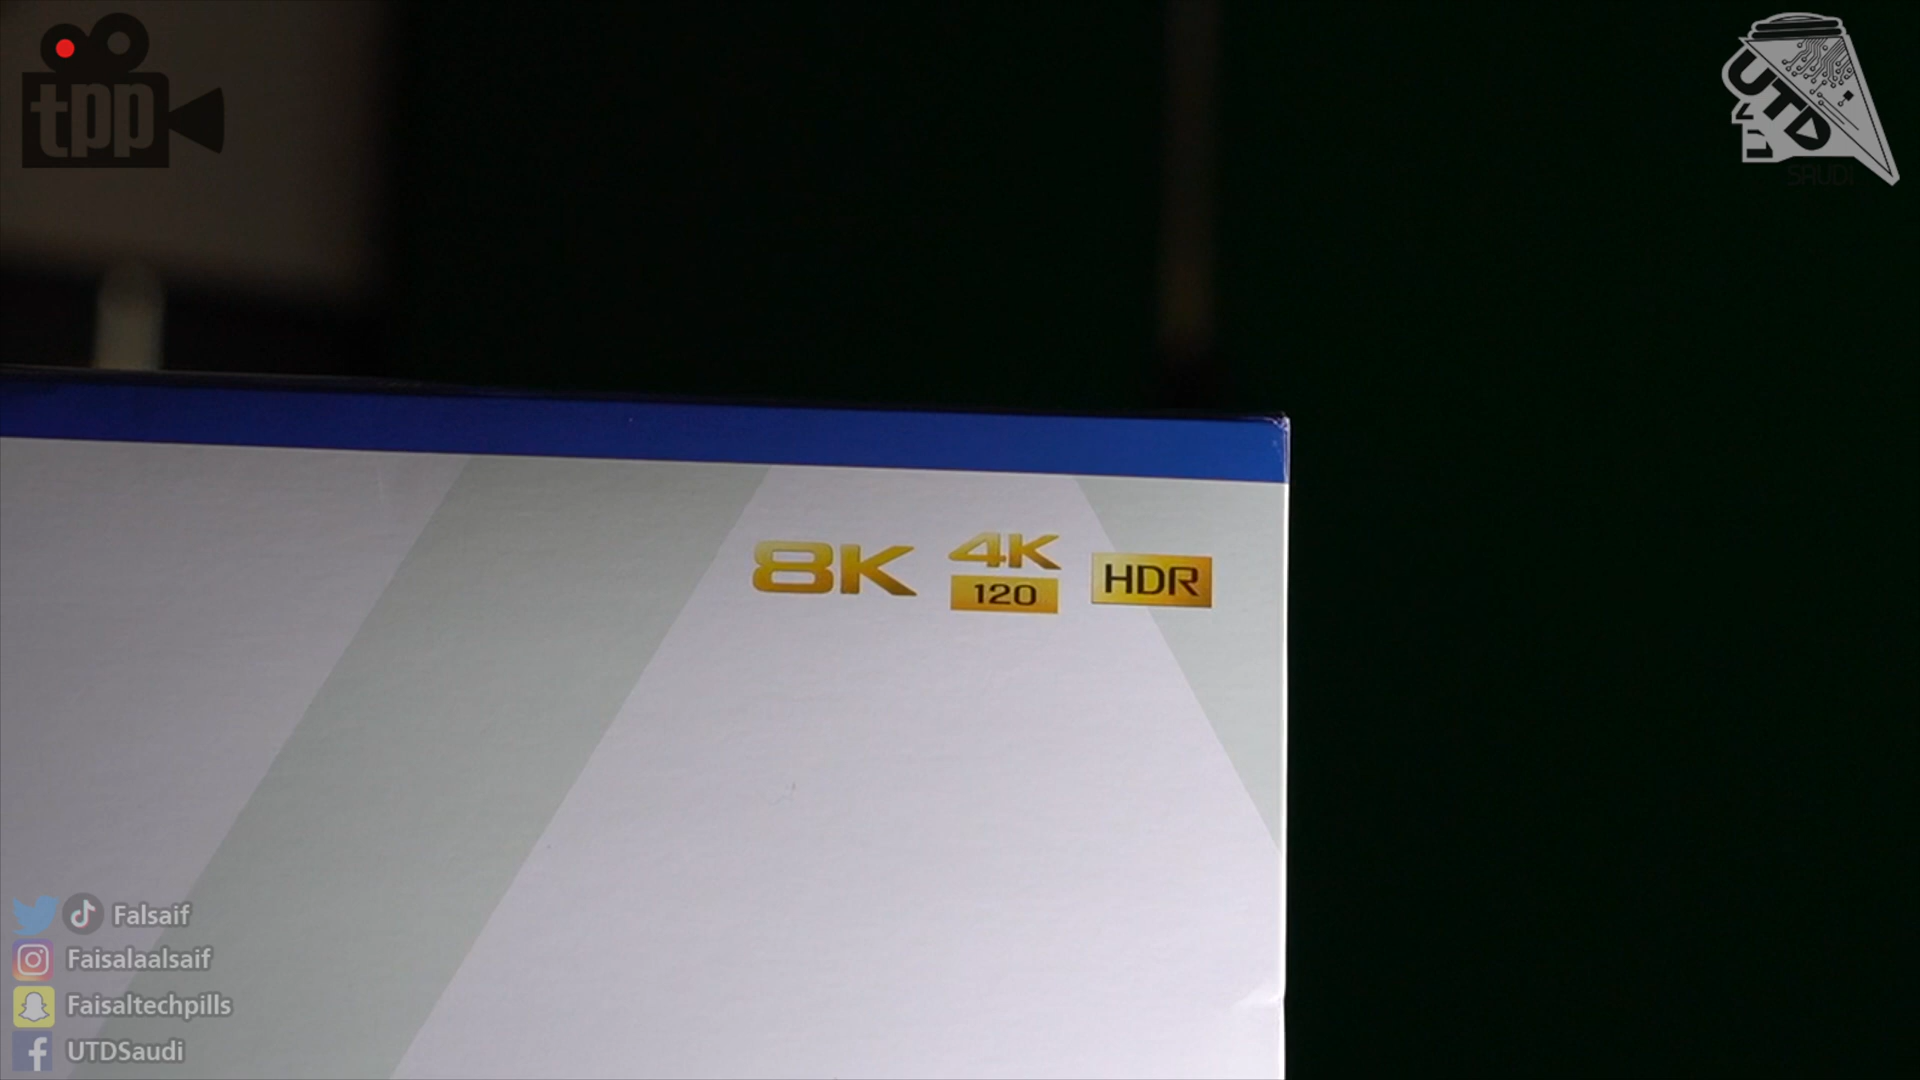 tpp
UTD
SAUDI
8K
4K
120
HDR
Falsaif
Faisalaalsaif
Faisaltechpills
UTDSaudi